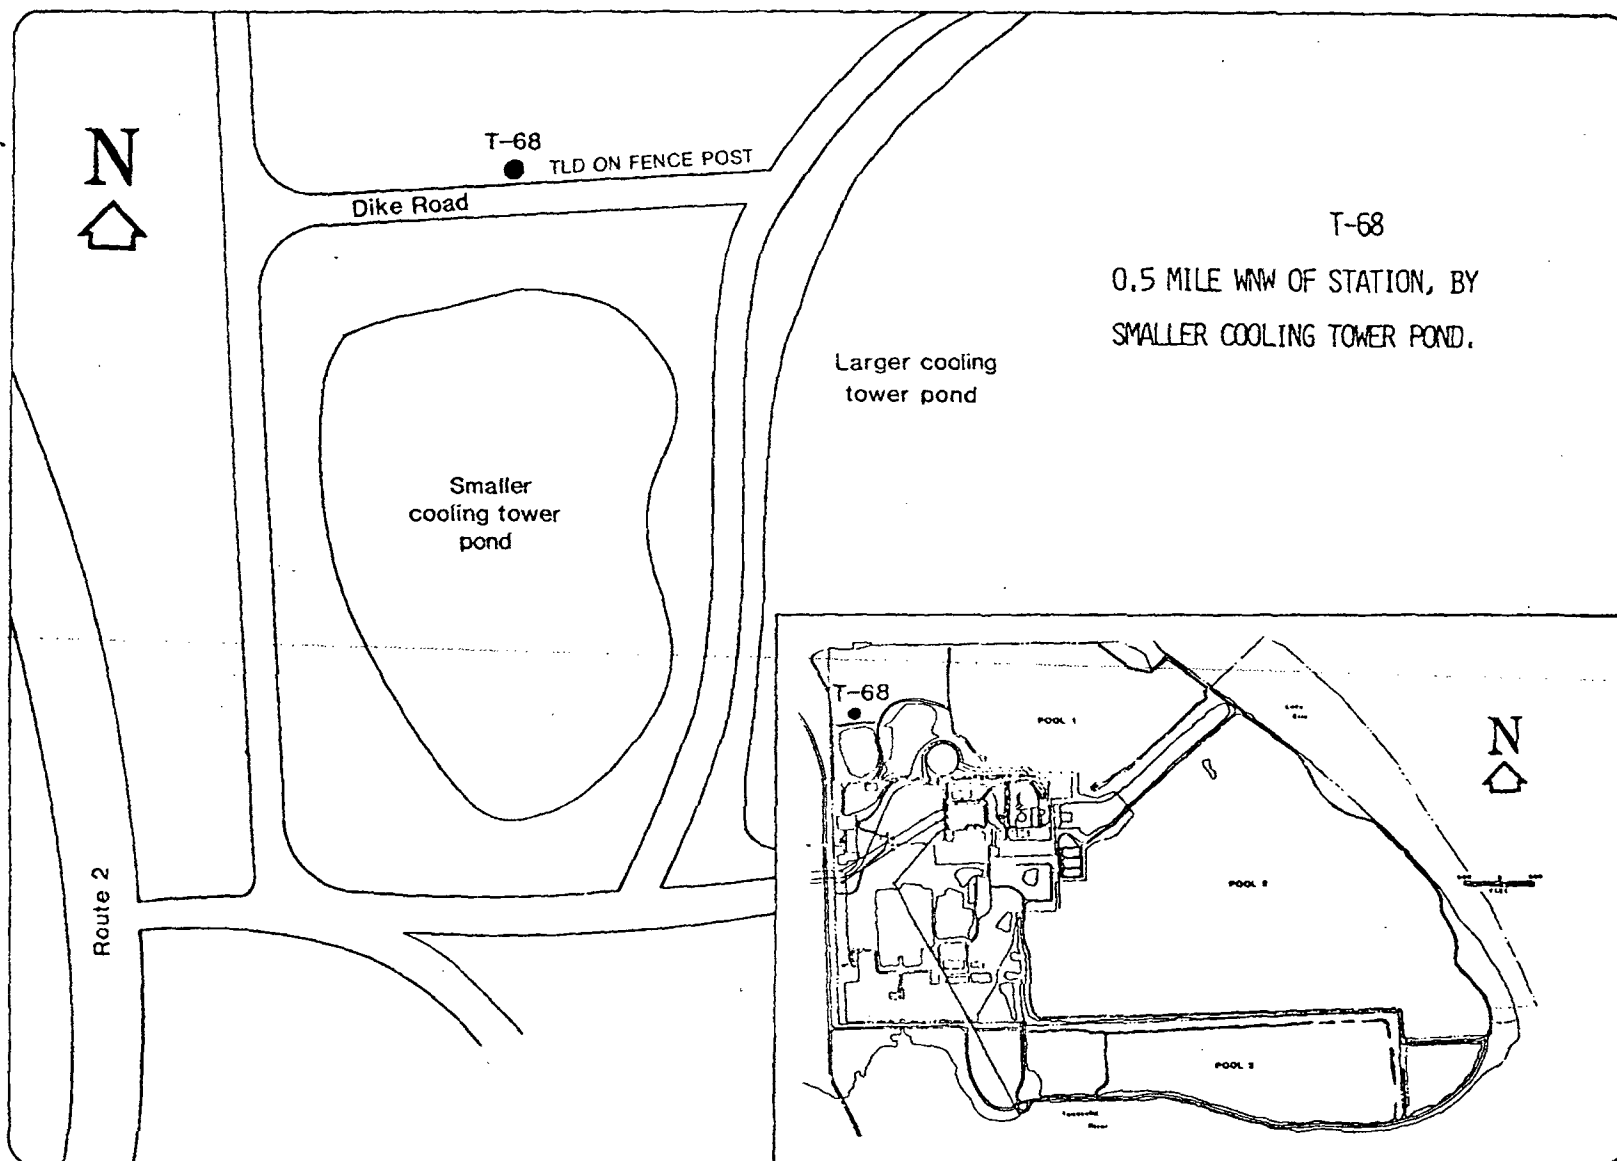 N
T-68
TLD ON FENCE POST
Dike Road
T-68
0.5 MILE WNW OF STATION, BY
SMALLER COOLING TOWER POND.
Larger cooling
tower pond
Smaller
cooling tower
pond
Route 2
T-68
POOL 1
N
POOL 2
POOL 3
River